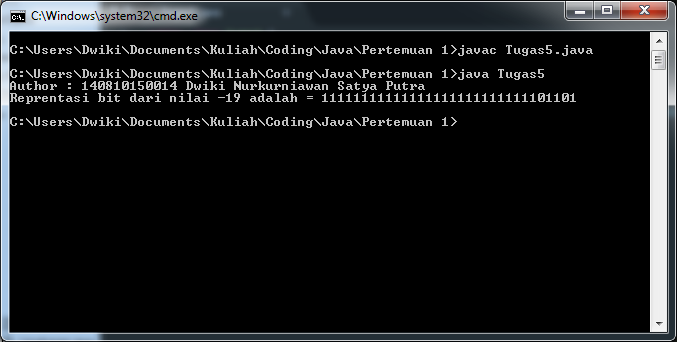 C:\Windows\system32\cmd.exe
C:\Users\Dwiki\Documents\Kuliah\Coding\Java\Pertemuan 1>javac Tugas5.java
C:\Users\Dwiki\Documents\Kuliah\Coding\Java\Pertemuan 1>java Tugas5
Author : 140810150014 Dwiki Nurkurniawan Satya Putra
Reprentasi bit dari nilai -19 adalah = 11111111111111111111111111101101
C:\Users\Dwiki\Documents\Kuliah\Coding\Java\Pertemuan 1>